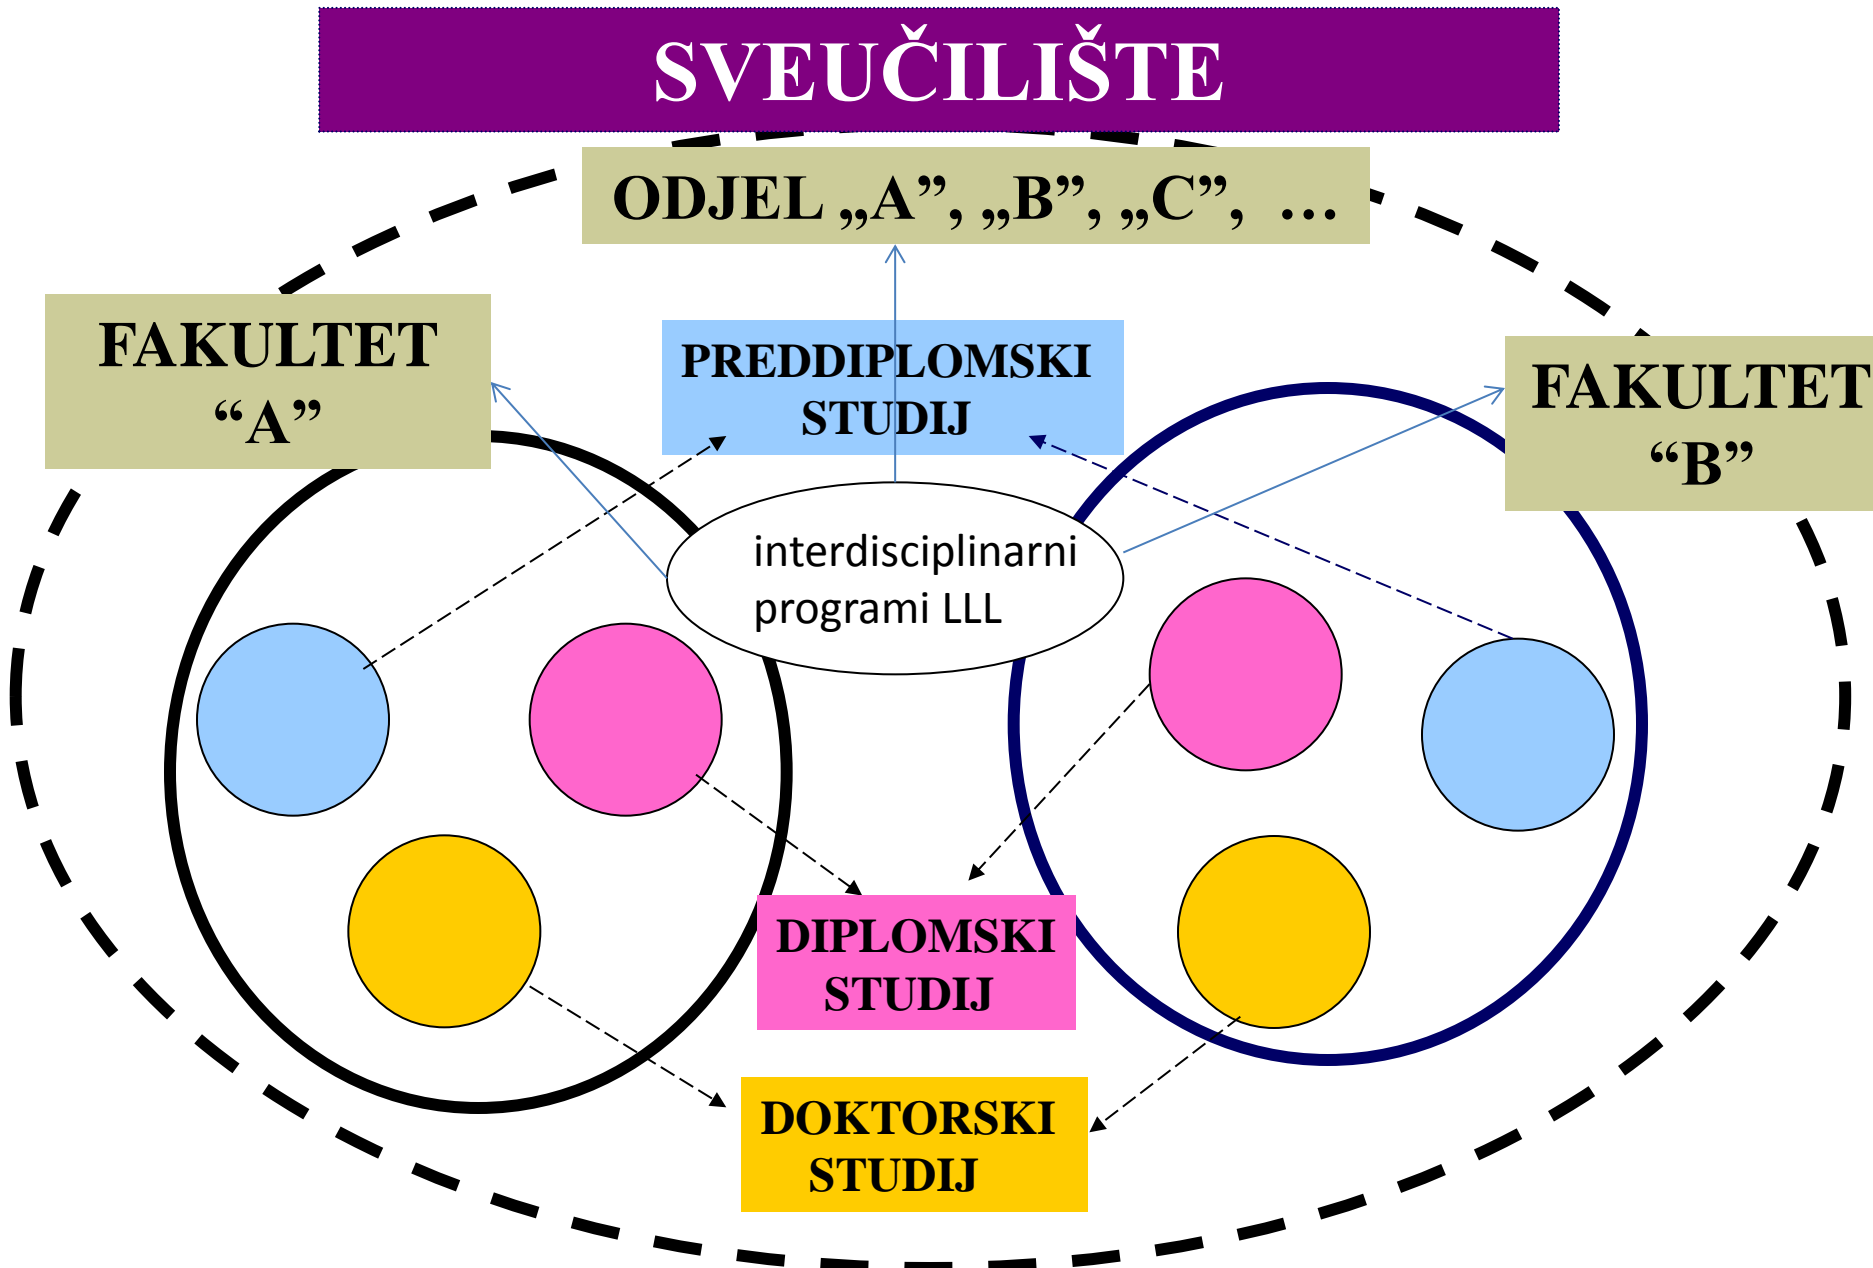 SVEUČILIŠTE
ODJEL „A”, „B”, „C”, …
FAKULTET
“A”
PREDDIPLOMSKI
STUDIJ
FAKULTET
“B”
interdisciplinarni
programi LLL
DIPLOMSKI
STUDIJ
DOKTORSKI
STUDIJ